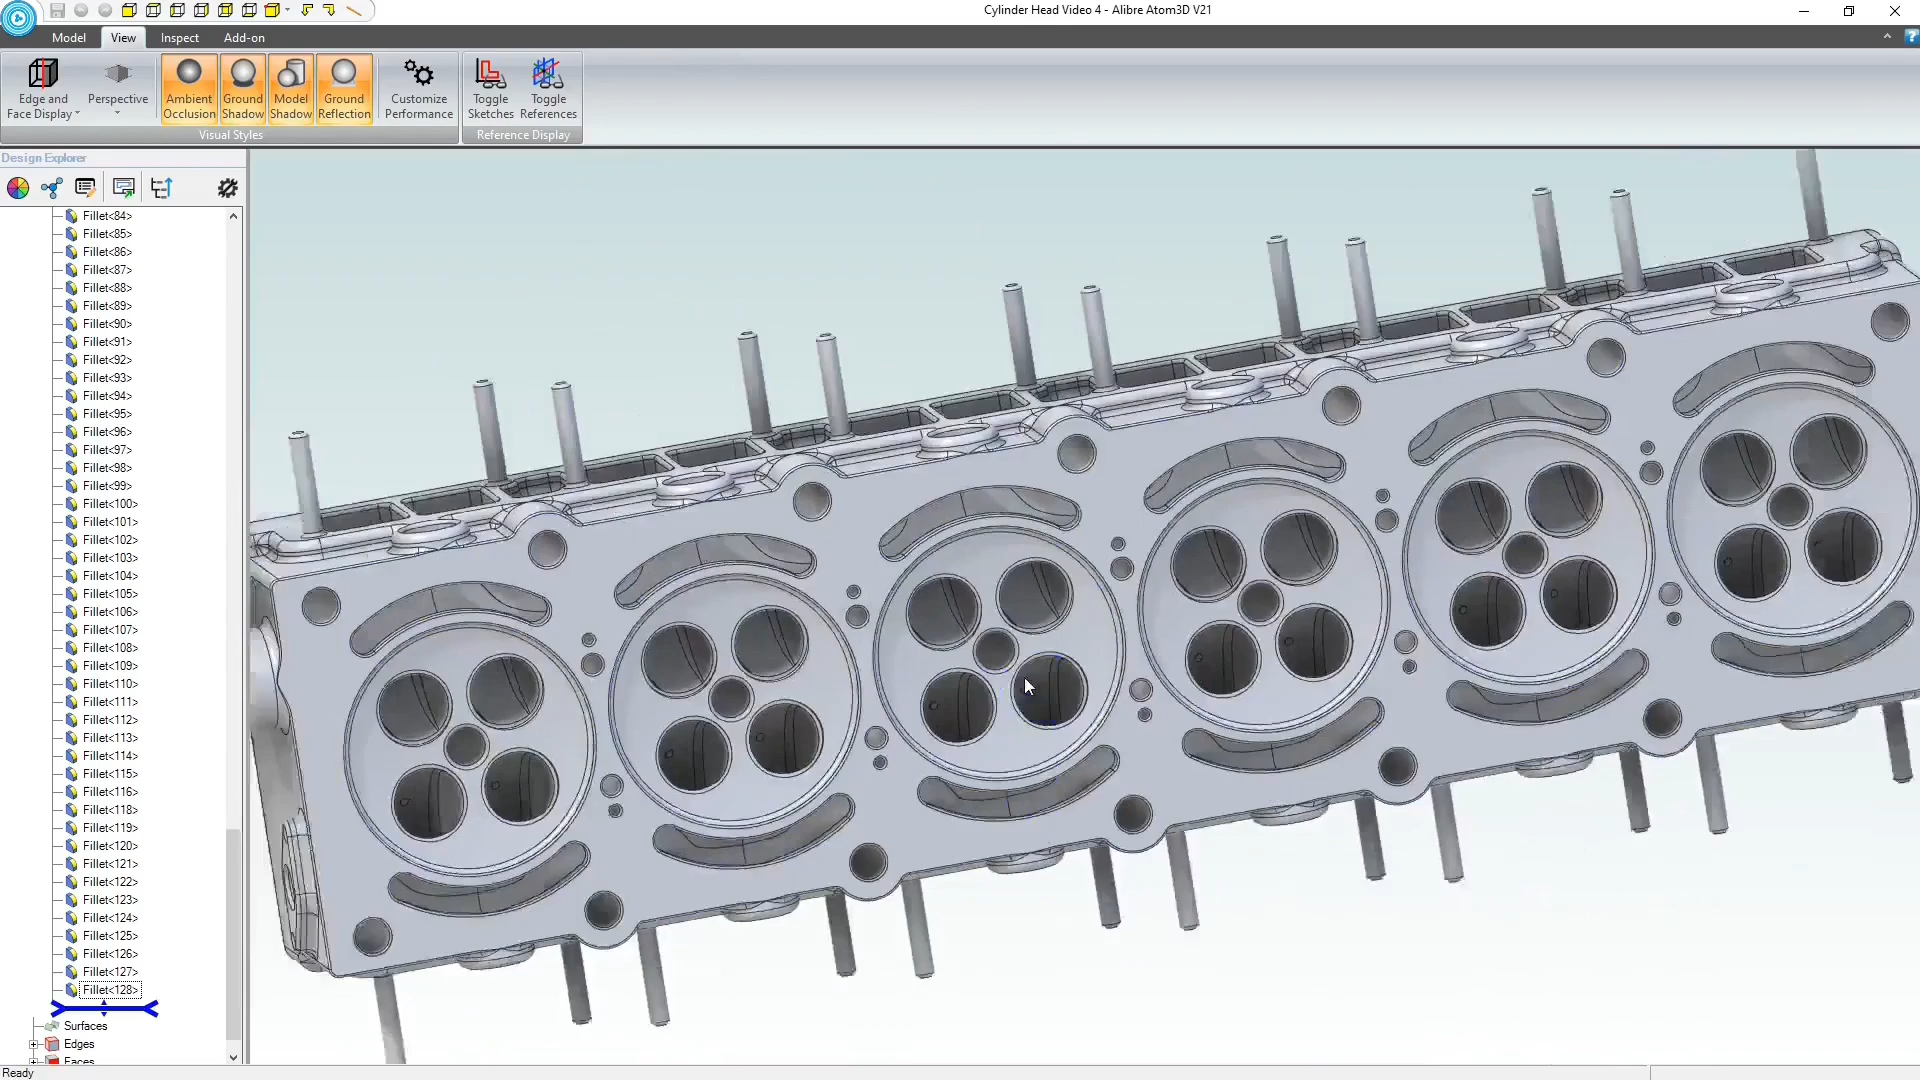 Cylinder Head Video 4 - Alibre Atom3D V21
Model
View
Inspect
Add-on
Edge and
Face Display
Perspective
Ambient
Occlusion
Ground
Shadow
Model
Shadow
Ground
Reflection
Customize
Performance
Toggle
Sketches
Toggle
References
Visual Styles
Reference Display
Design Explorer
Fillet<84>
Fillet<85>
Fillet<86>
Fillet<87>
Fillet<88>
Fillet<89>
Fillet<90>
Fillet<91>
Fillet<92>
Fillet<93>
Fillet<94>
Fillet<95>
Fillet<96>
Fillet<97>
Fillet<98>
Fillet<99>
Fillet<100>
Fillet<101>
Fillet<102>
Fillet<103>
Fillet<104>
Fillet<105>
Fillet<106>
Fillet<107>
Fillet<108>
Fillet<109>
Fillet<110>
Fillet<111>
Fillet<112>
Fillet<113>
Fillet<114>
Fillet<115>
Fillet<116>
Fillet<118>
Fillet<119>
Fillet<120>
Fillet<121>
Fillet<122>
Fillet<123>
Fillet<124>
Fillet<125>
Fillet<126>
Fillet<127>
Fillet<128>
Surfaces
Edges
Faces
Ready